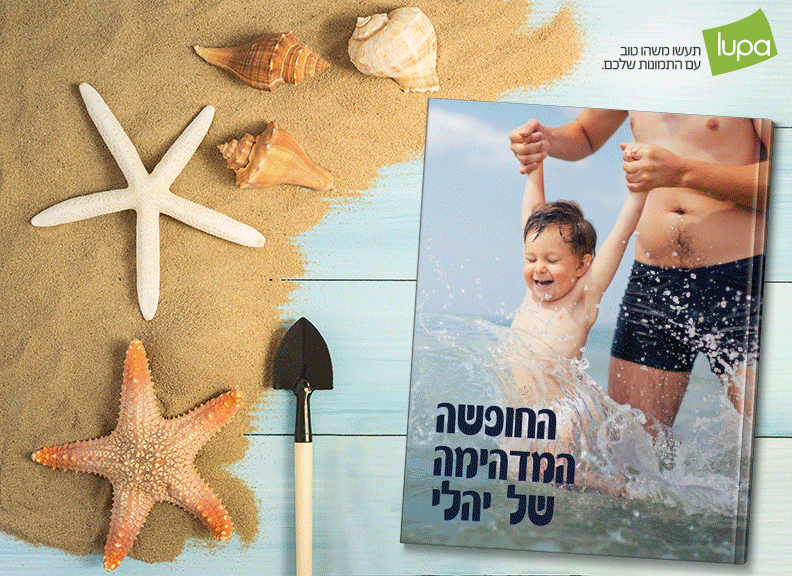 lupa
תעשו משהו טוב
עם התמונות שלכם.
החופשה
המדהימה
של יהלי